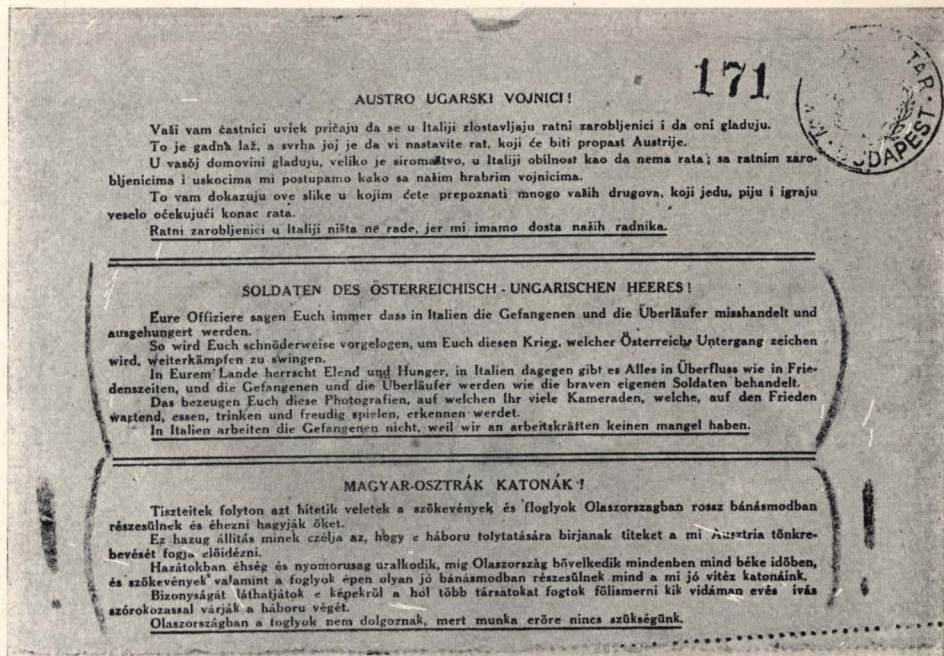 171
TAR · BUDAPEST
AUSTRO UGARSKI VOJNICI !
Vaši vam častnici uviek pričaju da se u Italiji zlostavljaju ratni zarobljenici i da oni gladuju.
To je gadna laž, a svrha joj je da vi nastavite rat, koji će biti propast Austrije.
U vasőj domovini gladuju, veliko je siromaštvo, u Italiji obilnost kao da nema rata; sa ratnim zaro-
bljenicima i uskocima mi postupamo kako sa našim hrabrim vojnicima.
To vam dokazuju ove slike u kojim ćete prepoznati mnogo vaših drugova, koji jedu, piju i igraju
veselo očekujući konac rata.
Ratni zarobljenici u Italiji ništa ne rade, jer mi imamo dosta naših radnika.
SOLDATEN DES ÖSTERREICHISCH - UNGARISCHEN HEERES !
Eure Offiziere sagen Euch immer dass in Italien die Gefangenen und die Überläufer misshandelt und
ausgehungert werden.
So wird Euch schnöderweise vorgelogen, um Euch diesen Krieg, welcher Österreichs Untergang zeichen
wird, weiterkämpfen zu swingen.
In Eurem Lande herrscht Elend und Hunger, in Italien dagegen gibt es Alles in Überfluss wie in Frie-
denszeiten, und die Gefangenen und die Überläufer werden wie die braven eigenen Soldaten behandelt.
Das bezeugen Euch diese Photografien, auf welchen Ihr viele Kameraden, welche, auf den Frieden
wartend, essen, trinken und freudig spielen, erkennen werdet.
In Italien arbeiten die Gefangenen nicht, weil wir an arbeitskräften keinen mangel haben.
MAGYAR-OSZTRÁK KATONÁK !
Tiszteitek folyton azt hitetik veletek a szökevények és floglyok Olaszorszagban rossz bánásmodban
részesülnek és éhezni hagyják öket.
Ez hazug állitás minek czélja az, hogy e háboru tolytatására birjanak titeket a mi Ausztria tönkre-
bevését fogja előidézni.
Hazátokban éhség és nyomorusag uralkodik, mig Olaszország bővelkedik mindenben mind béke időben,
és szökevények valamint a foglyok épen olyan jó bánásmodban részesülnek mind a mi jó vitéz katonáink.
Bizonyságát láthatjátok e képekről a hól több társatokat fogtok fölismerni kik vidáman evés ivás
szórokozassal várják a háboru végét.
Olaszországban a foglyok nem dolgoznak, mert munka erőre nincs szükségünk.